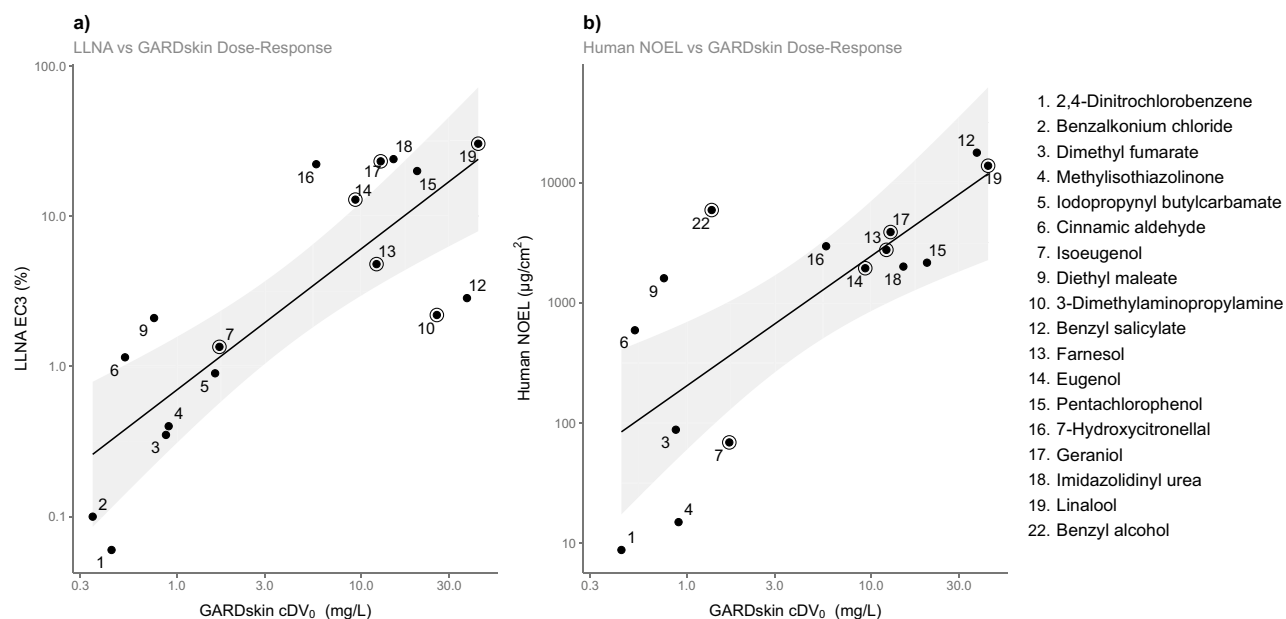 a)
LLNA vs GARDskin Dose-Response
100.0
10.0
1.0
0.1
LLNA EC3 (%)
1
2
3
4
5
6
7
9
10
12
13
14
15
16
17
18
19
0.3
1.0
3.0
10.0
30.0
GARDskin cDV₀ (mg/L)
b)
Human NOEL vs GARDskin Dose-Response
10000
1000
100
10
Human NOEL (µg/cm²)
1
3
4
6
7
9
12
13
14
15
16
17
18
19
22
0.3
1.0
3.0
10.0
30.0
GARDskin cDV₀ (mg/L)
1. 2,4-Dinitrochlorobenzene
2. Benzalkonium chloride
3. Dimethyl fumarate
4. Methylisothiazolinone
5. Iodopropynyl butylcarbamate
6. Cinnamic aldehyde
7. Isoeugenol
9. Diethyl maleate
10. 3-Dimethylaminopropylamine
12. Benzyl salicylate
13. Farnesol
14. Eugenol
15. Pentachlorophenol
16. 7-Hydroxycitronellal
17. Geraniol
18. Imidazolidinyl urea
19. Linalool
22. Benzyl alcohol